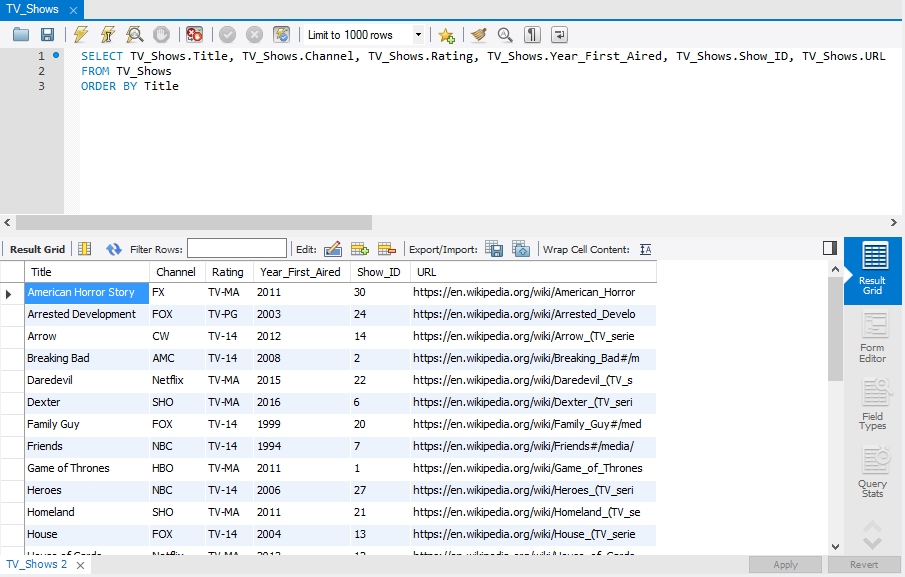 TV_Shows
Limit to 1000 rows
1 SELECT TV_Shows.Title, TV_Shows.Channel, TV_Shows.Rating, TV_Shows.Year_First_Aired, TV_Shows.Show_ID, TV_Shows.URL
2 FROM TV_Shows
3 ORDER BY Title
Result Grid Filter Rows: Edit: Export/Import: Wrap Cell Content: IA
Title Channel Rating Year_First_Aired Show_ID URL
American Horror Story FX TV-MA 2011 30 https://en.wikipedia.org/wiki/American_Horror
Arrested Development FOX TV-PG 2003 24 https://en.wikipedia.org/wiki/Arrested_Develo
Arrow CW TV-14 2012 14 https://en.wikipedia.org/wiki/Arrow_(TV_serie
Breaking Bad AMC TV-14 2008 2 https://en.wikipedia.org/wiki/Breaking_Bad#/m
Daredevil Netflix TV-MA 2015 22 https://en.wikipedia.org/wiki/Daredevil_(TV_s
Dexter SHO TV-MA 2016 6 https://en.wikipedia.org/wiki/Dexter_(TV_seri
Family Guy FOX TV-14 1999 20 https://en.wikipedia.org/wiki/Family_Guy#/med
Friends NBC TV-14 1994 7 https://en.wikipedia.org/wiki/Friends#/media/
Game of Thrones HBO TV-MA 2011 1 https://en.wikipedia.org/wiki/Game_of_Thrones
Heroes NBC TV-14 2006 27 https://en.wikipedia.org/wiki/Heroes_(TV_seri
Homeland SHO TV-MA 2011 21 https://en.wikipedia.org/wiki/Homeland_(TV_se
House FOX TV-14 2004 13 https://en.wikipedia.org/wiki/House_(TV_serie
Result
Grid
Form
Editor
Field
Types
Query
Stats
TV_Shows 2
Apply Revert